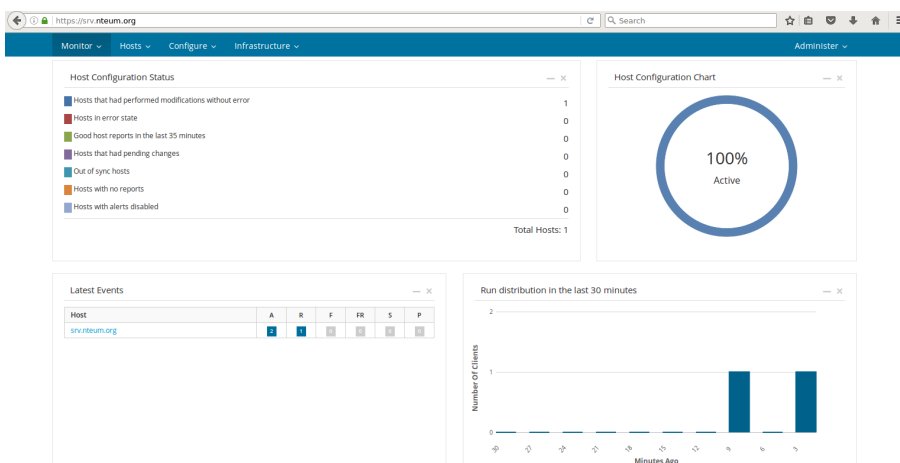 https://srv.nteum.org
Search
Monitor Hosts Configure Infrastructure Administer
Host Configuration Status
Hosts that had performed modifications without error 1
Hosts in error state 0
Good host reports in the last 35 minutes 0
Hosts that had pending changes 0
Out of sync hosts 0
Hosts with no reports 0
Hosts with alerts disabled 0
Total Hosts: 1
Host Configuration Chart
100%
Active
Latest Events
Host A R F FR S P
srv.nteum.org 2 1 0 0 0 0
Run distribution in the last 30 minutes
Number Of Clients
2
1
0
30 27 24 21 18 15 12 9 6 3
Minutes Ago